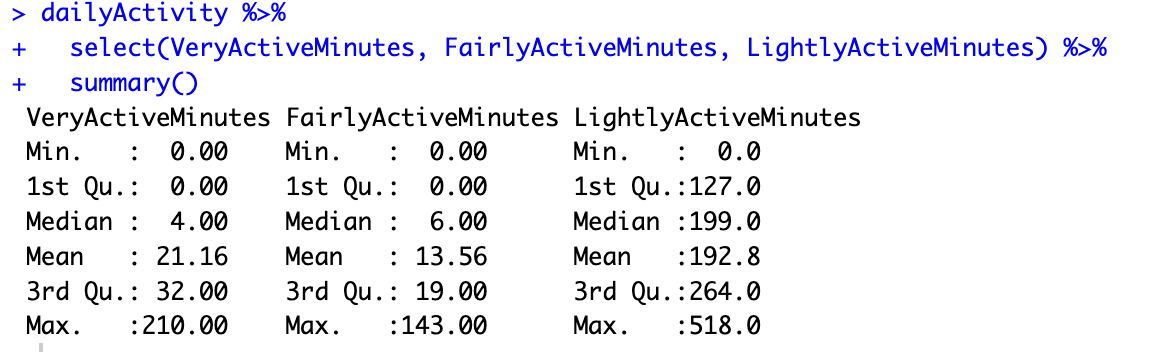 > dailyActivity %>%
+   select(VeryActiveMinutes, FairlyActiveMinutes, LightlyActiveMinutes) %>%
+   summary()
 VeryActiveMinutes FairlyActiveMinutes LightlyActiveMinutes
 Min.   :  0.00    Min.   :  0.00      Min.   :  0.0
 1st Qu.:  0.00    1st Qu.:  0.00      1st Qu.:127.0
 Median :  4.00    Median :  6.00      Median :199.0
 Mean   : 21.16    Mean   : 13.56      Mean   :192.8
 3rd Qu.: 32.00    3rd Qu.: 19.00      3rd Qu.:264.0
 Max.   :210.00    Max.   :143.00      Max.   :518.0